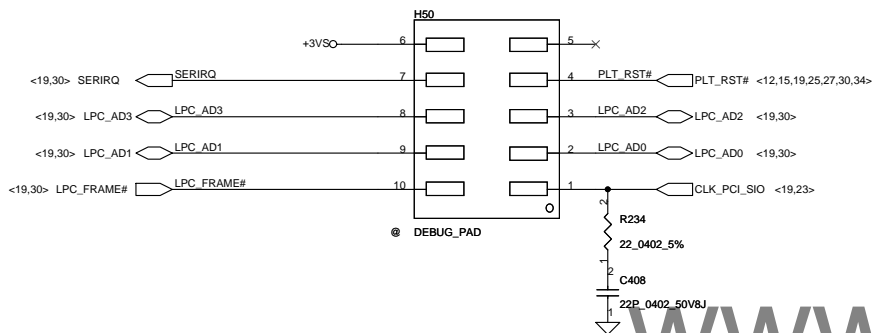 H50
+3VS 6 5
<19,30> SERIRQ SERIRQ 7 4 PLT_RST# PLT_RST# <12,15,19,25,27,30,34>
<19,30> LPC_AD3 LPC_AD3 8 3 LPC_AD2 LPC_AD2 <19,30>
<19,30> LPC_AD1 LPC_AD1 9 2 LPC_AD0 LPC_AD0 <19,30>
<19,30> LPC_FRAME# LPC_FRAME# 10 1 CLK_PCI_SIO <19,23>
@ DEBUG_PAD
2
R234
22_0402_5%
1
2
C408
22P_0402_50V8J
1
www